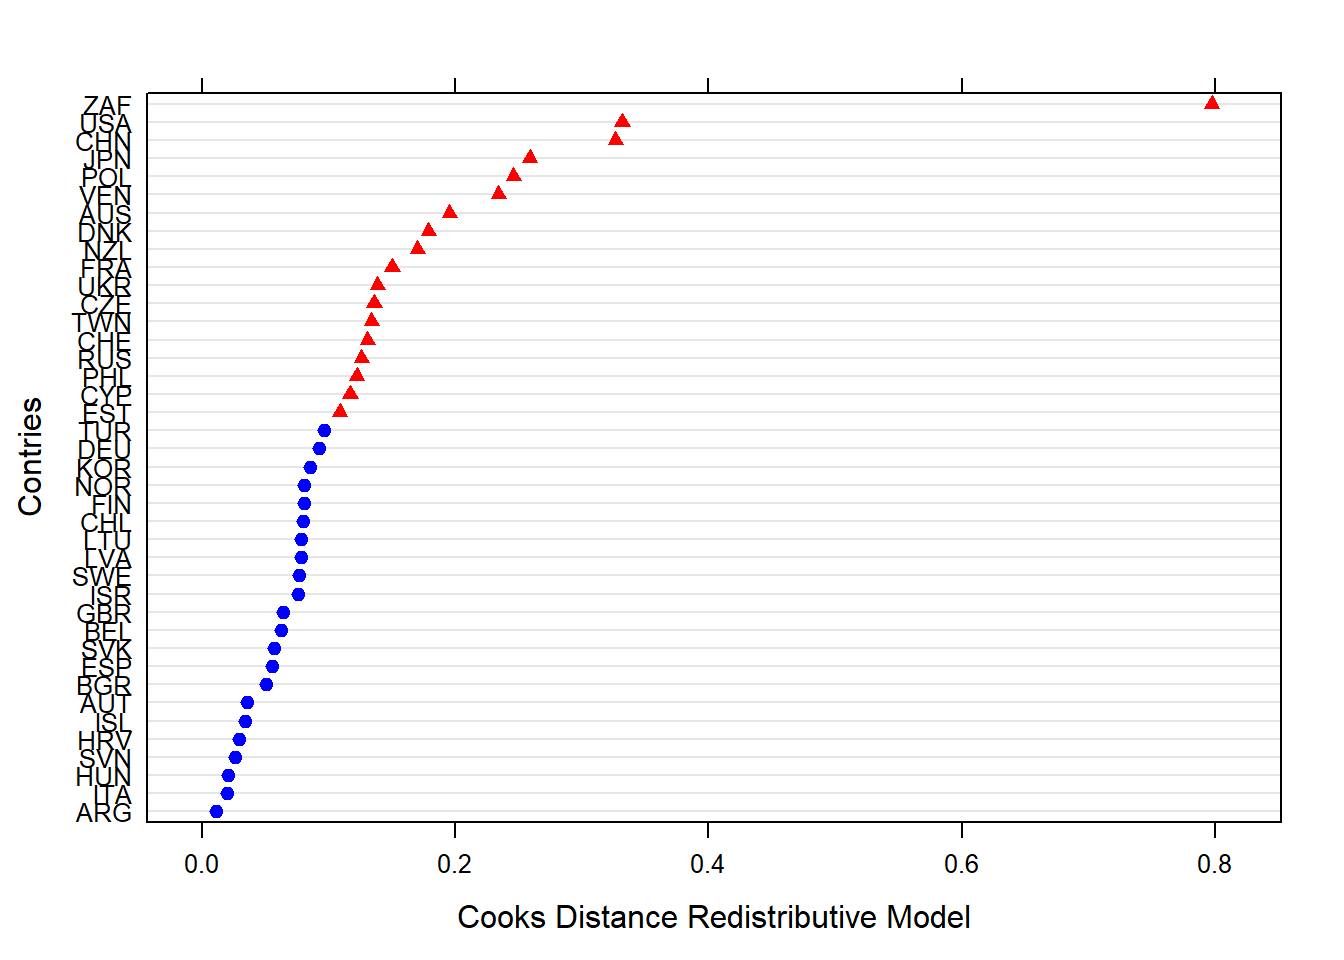 ZAF
USA
CHN
JPN
POL
VEN
AUS
DNK
NZL
FRA
UKR
CZE
TWN
CHE
RUS
PHL
CYP
EST
TUR
DEU
KOR
NOR
FIN
CHL
LTU
LVA
SWE
ISR
GBR
BEL
SVK
ESP
BGR
AUT
ISL
HRV
SVN
HUN
ITA
ARG
Contries
0.0 0.2 0.4 0.6 0.8
Cooks Distance Redistributive Model